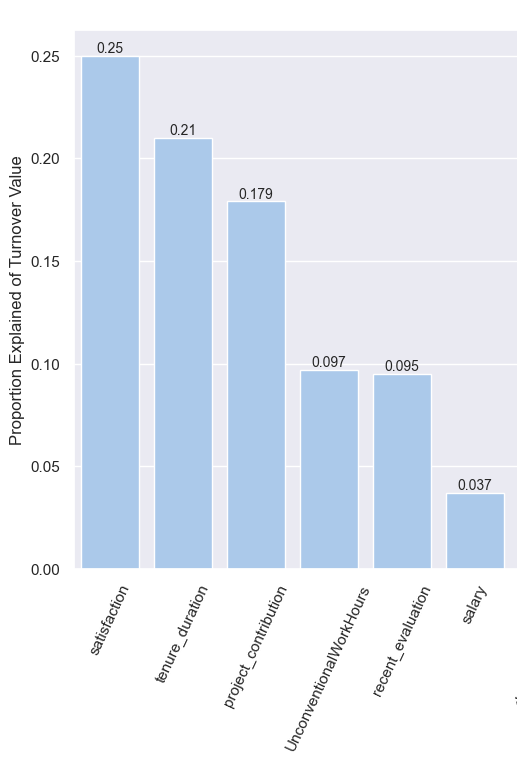 0.25
0.21
0.179
0.097
0.095
0.037
0.25
0.20
0.15
0.10
0.05
0.00
Proportion Explained of Turnover Value
satisfaction
tenure_duration
project_contribution
UnconventionalWorkHours
recent_evaluation
salary